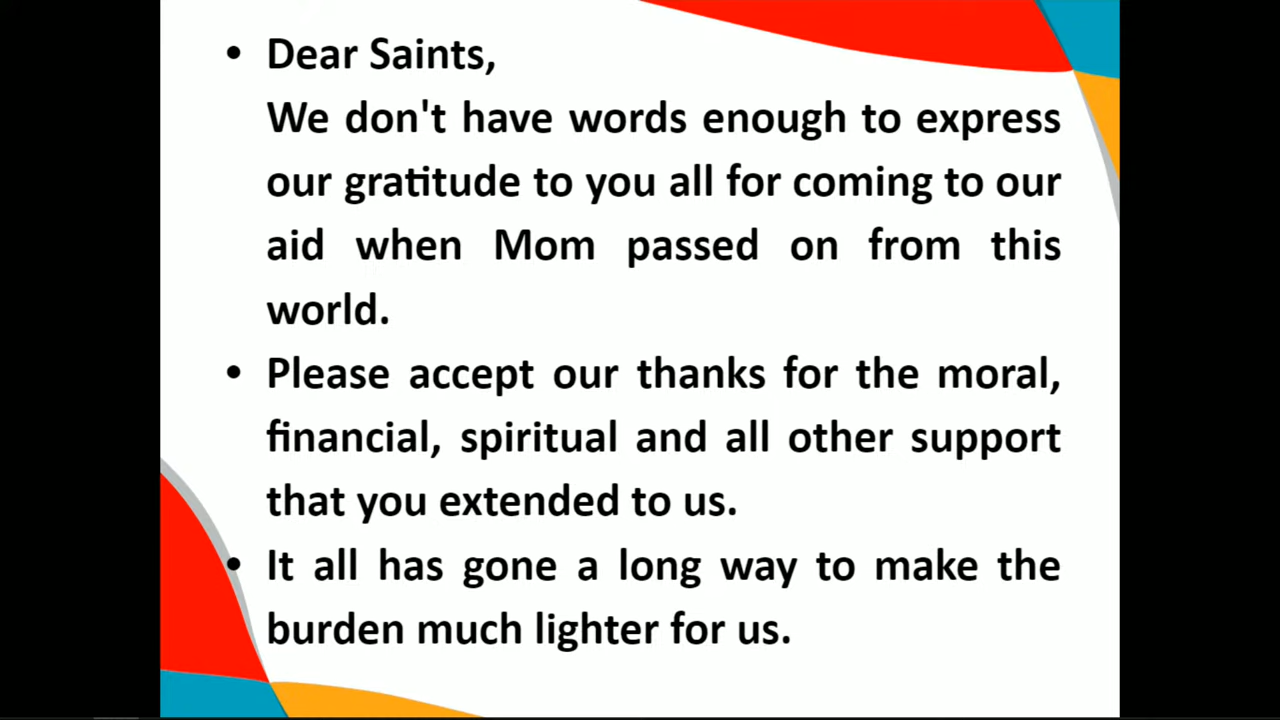 • Dear Saints,
We don't have words enough to express
our gratitude to you all for coming to our
aid when Mom passed on from this
world.
• Please accept our thanks for the moral,
financial, spiritual and all other support
that you extended to us.
• It all has gone a long way to make the
burden much lighter for us.